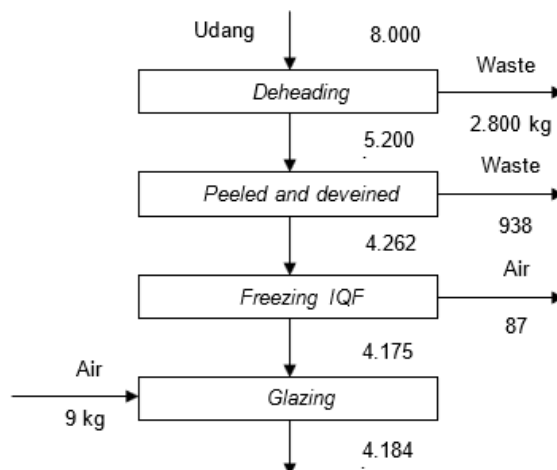 Udang
8.000
Waste
Deheading
2.800 kg
5.200
Waste
Peeled and deveined
938
4.262
Air
Freezing IQF
87
4.175
Air
Glazing
9 kg
4.184